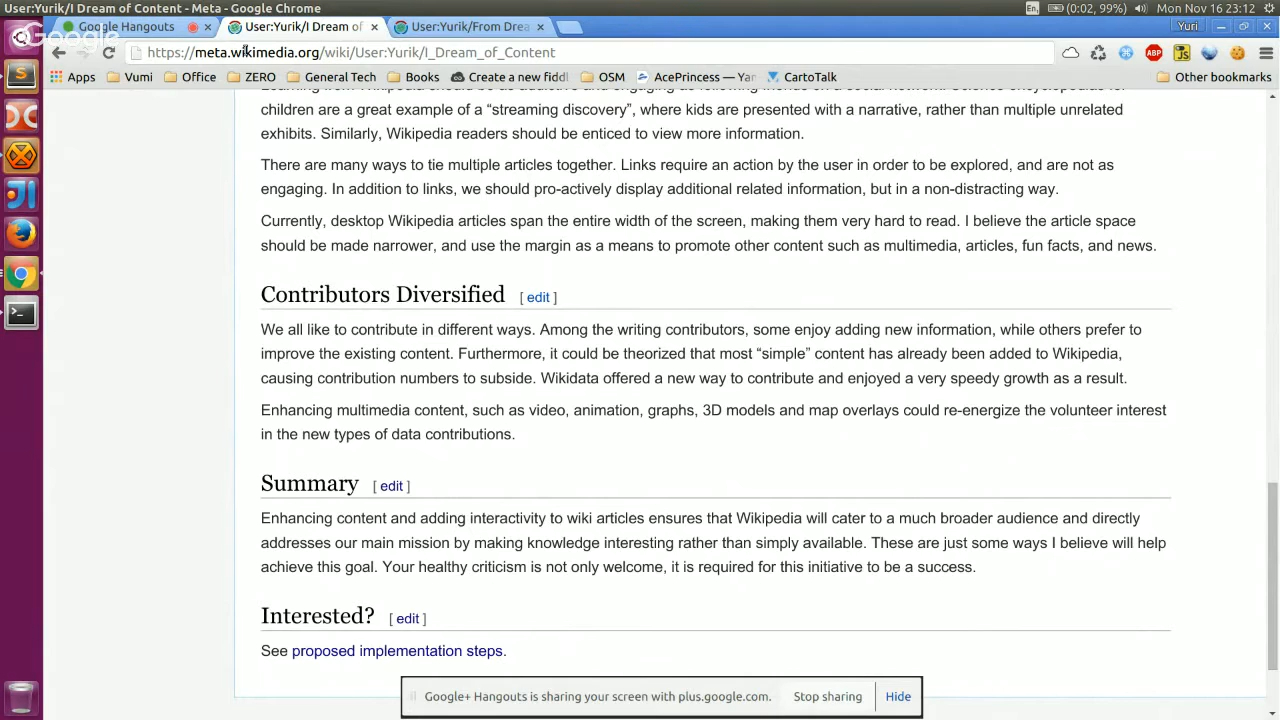 User:Yurik/I Dream of Content - Meta - Google Chrome
En (0:02, 99%) Mon Nov 16 23:12
Google
Google Hangouts
User:Yurik/I Dream of
User:Yurik/From Drea
Yuri
https://meta.wikimedia.org/wiki/User:Yurik/I_Dream_of_Content
ABP
JS
Apps Vumi Office ZERO General Tech Books Create a new fiddl OSM AcePrincess — Yan CartoTalk Other bookmarks
children are a great example of a “streaming discovery”, where kids are presented with a narrative, rather than multiple unrelated
exhibits. Similarly, Wikipedia readers should be enticed to view more information.
There are many ways to tie multiple articles together. Links require an action by the user in order to be explored, and are not as
engaging. In addition to links, we should pro-actively display additional related information, but in a non-distracting way.
Currently, desktop Wikipedia articles span the entire width of the screen, making them very hard to read. I believe the article space
should be made narrower, and use the margin as a means to promote other content such as multimedia, articles, fun facts, and news.
Contributors Diversified [ edit ]
We all like to contribute in different ways. Among the writing contributors, some enjoy adding new information, while others prefer to
improve the existing content. Furthermore, it could be theorized that most “simple” content has already been added to Wikipedia,
causing contribution numbers to subside. Wikidata offered a new way to contribute and enjoyed a very speedy growth as a result.
Enhancing multimedia content, such as video, animation, graphs, 3D models and map overlays could re-energize the volunteer interest
in the new types of data contributions.
Summary [ edit ]
Enhancing content and adding interactivity to wiki articles ensures that Wikipedia will cater to a much broader audience and directly
addresses our main mission by making knowledge interesting rather than simply available. These are just some ways I believe will help
achieve this goal. Your healthy criticism is not only welcome, it is required for this initiative to be a success.
Interested? [ edit ]
See proposed implementation steps.
Google+ Hangouts is sharing your screen with plus.google.com. Stop sharing Hide